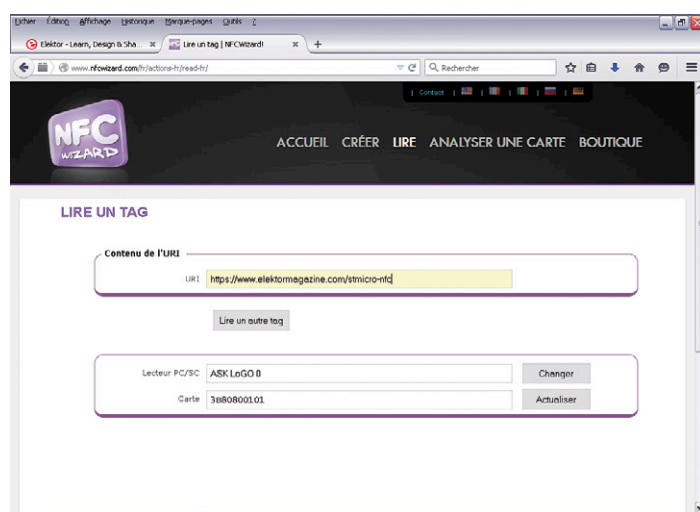 Fichier Édition Affichage Historique Marque-pages Outils ?
Elektor - Learn, Design & Sha... × Lire un tag | NFCWizard! × +
www.nfcwizard.com/fr/actions-fr/read-fr/ Rechercher
| Contact | | | | |
NFC WIZARD
ACCUEIL CRÉER LIRE ANALYSER UNE CARTE BOUTIQUE
LIRE UN TAG
Contenu de l'URI
URI https://www.elektormagazine.com/stmicro-nfc
Lire un autre tag
Lecteur PC/SC ASK LoGO 0 Changer
Carte 3B80800101 Actualiser